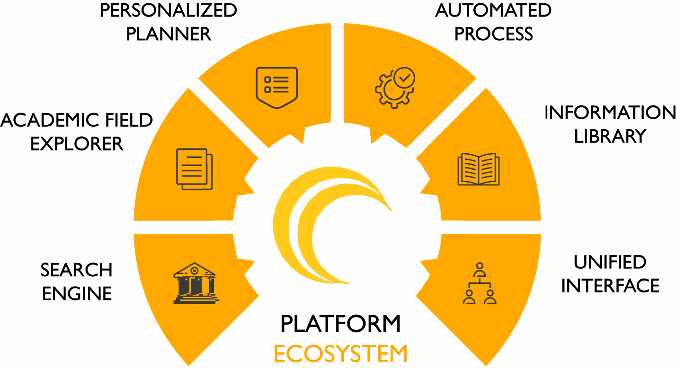 PERSONALIZED
PLANNER
AUTOMATED
PROCESS
ACADEMIC FIELD
EXPLORER
INFORMATION
LIBRARY
SEARCH
ENGINE
UNIFIED
INTERFACE
PLATFORM
ECOSYSTEM